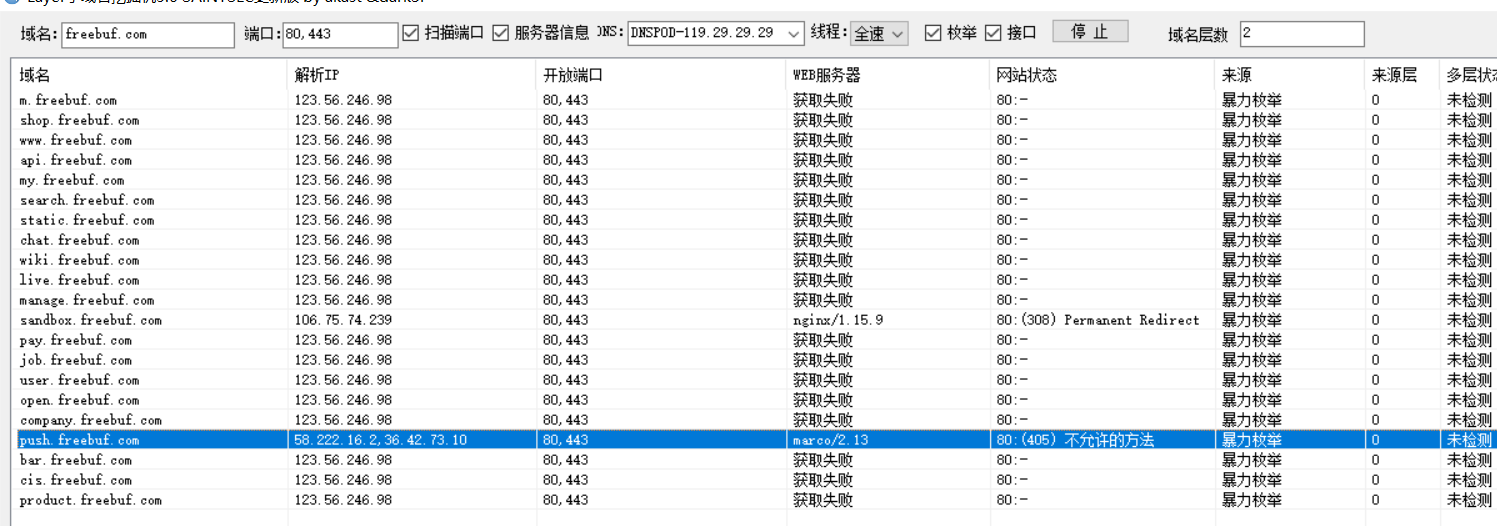 域名: freebuf.com 端口: 80,443 扫描端口 服务器信息 DNS: DNSPOD-119.29.29.29 线程: 全速 枚举 接口 停 止 域名层数 2
域名 解析IP 开放端口 WEB服务器 网站状态 来源 来源层 多层状态
m.freebuf.com 123.56.246.98 80,443 获取失败 80:- 暴力枚举 0 未检测
shop.freebuf.com 123.56.246.98 80,443 获取失败 80:- 暴力枚举 0 未检测
www.freebuf.com 123.56.246.98 80,443 获取失败 80:- 暴力枚举 0 未检测
api.freebuf.com 123.56.246.98 80,443 获取失败 80:- 暴力枚举 0 未检测
my.freebuf.com 123.56.246.98 80,443 获取失败 80:- 暴力枚举 0 未检测
search.freebuf.com 123.56.246.98 80,443 获取失败 80:- 暴力枚举 0 未检测
static.freebuf.com 123.56.246.98 80,443 获取失败 80:- 暴力枚举 0 未检测
chat.freebuf.com 123.56.246.98 80,443 获取失败 80:- 暴力枚举 0 未检测
wiki.freebuf.com 123.56.246.98 80,443 获取失败 80:- 暴力枚举 0 未检测
live.freebuf.com 123.56.246.98 80,443 获取失败 80:- 暴力枚举 0 未检测
manage.freebuf.com 123.56.246.98 80,443 获取失败 80:- 暴力枚举 0 未检测
sandbox.freebuf.com 106.75.74.239 80,443 nginx/1.15.9 80:(308) Permanent Redirect 暴力枚举 0 未检测
pay.freebuf.com 123.56.246.98 80,443 获取失败 80:- 暴力枚举 0 未检测
job.freebuf.com 123.56.246.98 80,443 获取失败 80:- 暴力枚举 0 未检测
user.freebuf.com 123.56.246.98 80,443 获取失败 80:- 暴力枚举 0 未检测
open.freebuf.com 123.56.246.98 80,443 获取失败 80:- 暴力枚举 0 未检测
company.freebuf.com 123.56.246.98 80,443 获取失败 80:- 暴力枚举 0 未检测
push.freebuf.com 58.222.16.2,36.42.73.10 80,443 marco/2.13 80:(405) 不允许的方法 暴力枚举 0 未检测
bar.freebuf.com 123.56.246.98 80,443 获取失败 80:- 暴力枚举 0 未检测
cis.freebuf.com 123.56.246.98 80,443 获取失败 80:- 暴力枚举 0 未检测
product.freebuf.com 123.56.246.98 80,443 获取失败 80:- 暴力枚举 0 未检测